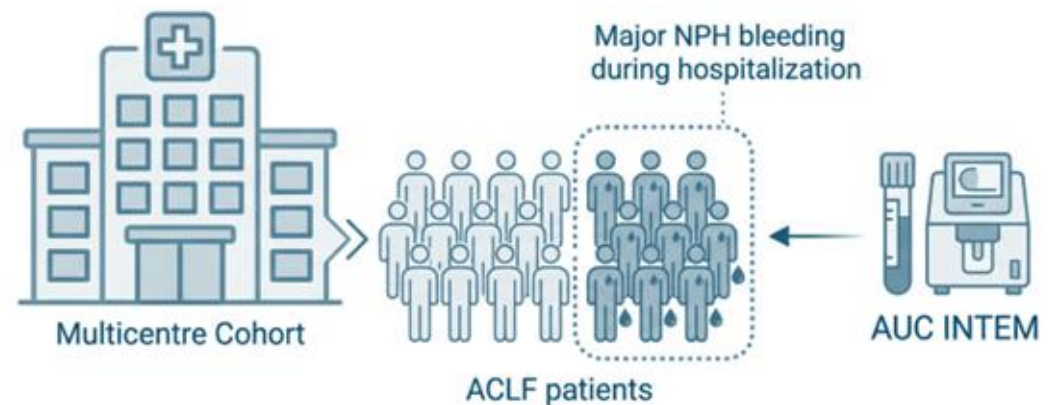 Major NPH bleeding
during hospitalization
Multicentre Cohort
AUC INTEM
ACLF patients